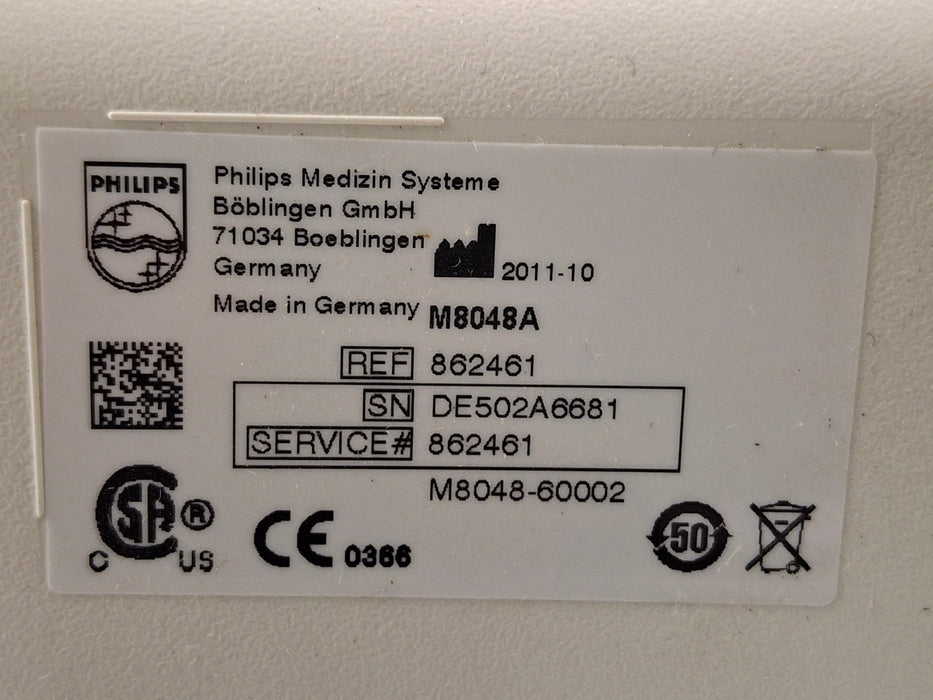 PHILIPS
Philips Medizin Systeme
Böblingen GmbH
71034 Boeblingen
Germany
2011-10
Made in Germany
M8048A
REF 862461
SN DE502A6681
SERVICE# 862461
M8048-60002
CSA ®
C US
CE 0366
50